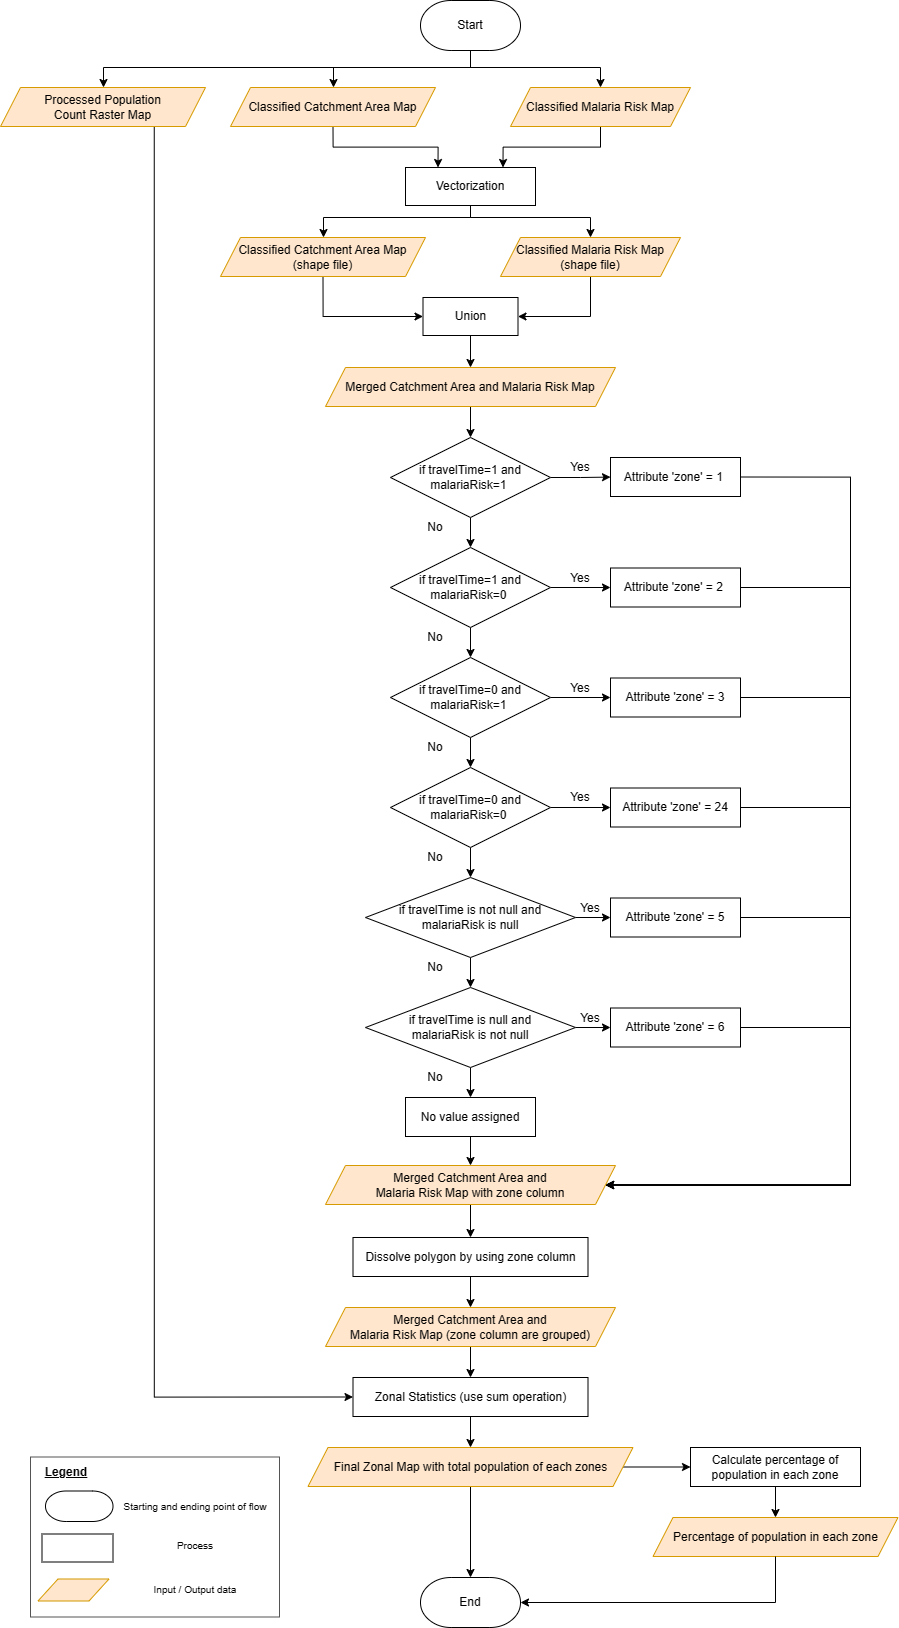 Start
Processed Population
Count Raster Map
Classified Catchment Area Map
Classified Malaria Risk Map
Vectorization
Classified Catchment Area Map
(shape file)
Classified Malaria Risk Map
(shape file)
Union
Merged Catchment Area and Malaria Risk Map
if travelTime=1 and
malariaRisk=1
Yes
Attribute 'zone' = 1
No
if travelTime=1 and
malariaRisk=0
Yes
Attribute 'zone' = 2
No
if travelTime=0 and
malariaRisk=1
Yes
Attribute 'zone' = 3
No
if travelTime=0 and
malariaRisk=0
Yes
Attribute 'zone' = 24
No
if travelTime is not null and
malariaRisk is null
Yes
Attribute 'zone' = 5
No
if travelTime is null and
malariaRisk is not null
Yes
Attribute 'zone' = 6
No
No value assigned
Merged Catchment Area and
Malaria Risk Map with zone column
Dissolve polygon by using zone column
Merged Catchment Area and
Malaria Risk Map (zone column are grouped)
Zonal Statistics (use sum operation)
Final Zonal Map with total population of each zones
Calculate percentage of
population in each zone
Percentage of population in each zone
End
Legend
Starting and ending point of flow
Process
Input / Output data